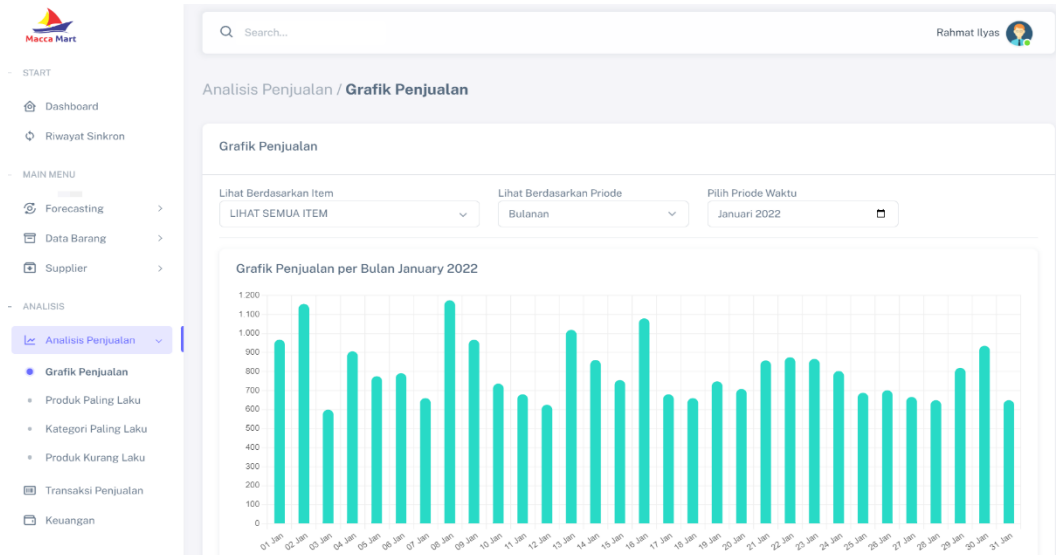 Macca Mart
START
Dashboard
Riwayat Sinkron
MAIN MENU
Forecasting
Data Barang
Supplier
ANALISIS
Analisis Penjualan
Grafik Penjualan
Produk Paling Laku
Kategori Paling Laku
Produk Kurang Laku
Transaksi Penjualan
Keuangan
Search...
Rahmat Ilyas
Analisis Penjualan / Grafik Penjualan
Grafik Penjualan
Lihat Berdasarkan Item
LIHAT SEMUA ITEM
Lihat Berdasarkan Priode
Bulanan
Pilih Priode Waktu
Januari 2022
Grafik Penjualan per Bulan January 2022
1.200
1.100
1.000
900
800
700
600
500
400
300
200
100
0
01 Jan
02 Jan
03 Jan
04 Jan
05 Jan
06 Jan
07 Jan
08 Jan
09 Jan
10 Jan
11 Jan
12 Jan
13 Jan
14 Jan
15 Jan
16 Jan
17 Jan
18 Jan
19 Jan
20 Jan
21 Jan
22 Jan
23 Jan
24 Jan
25 Jan
26 Jan
27 Jan
28 Jan
29 Jan
30 Jan
31 Jan